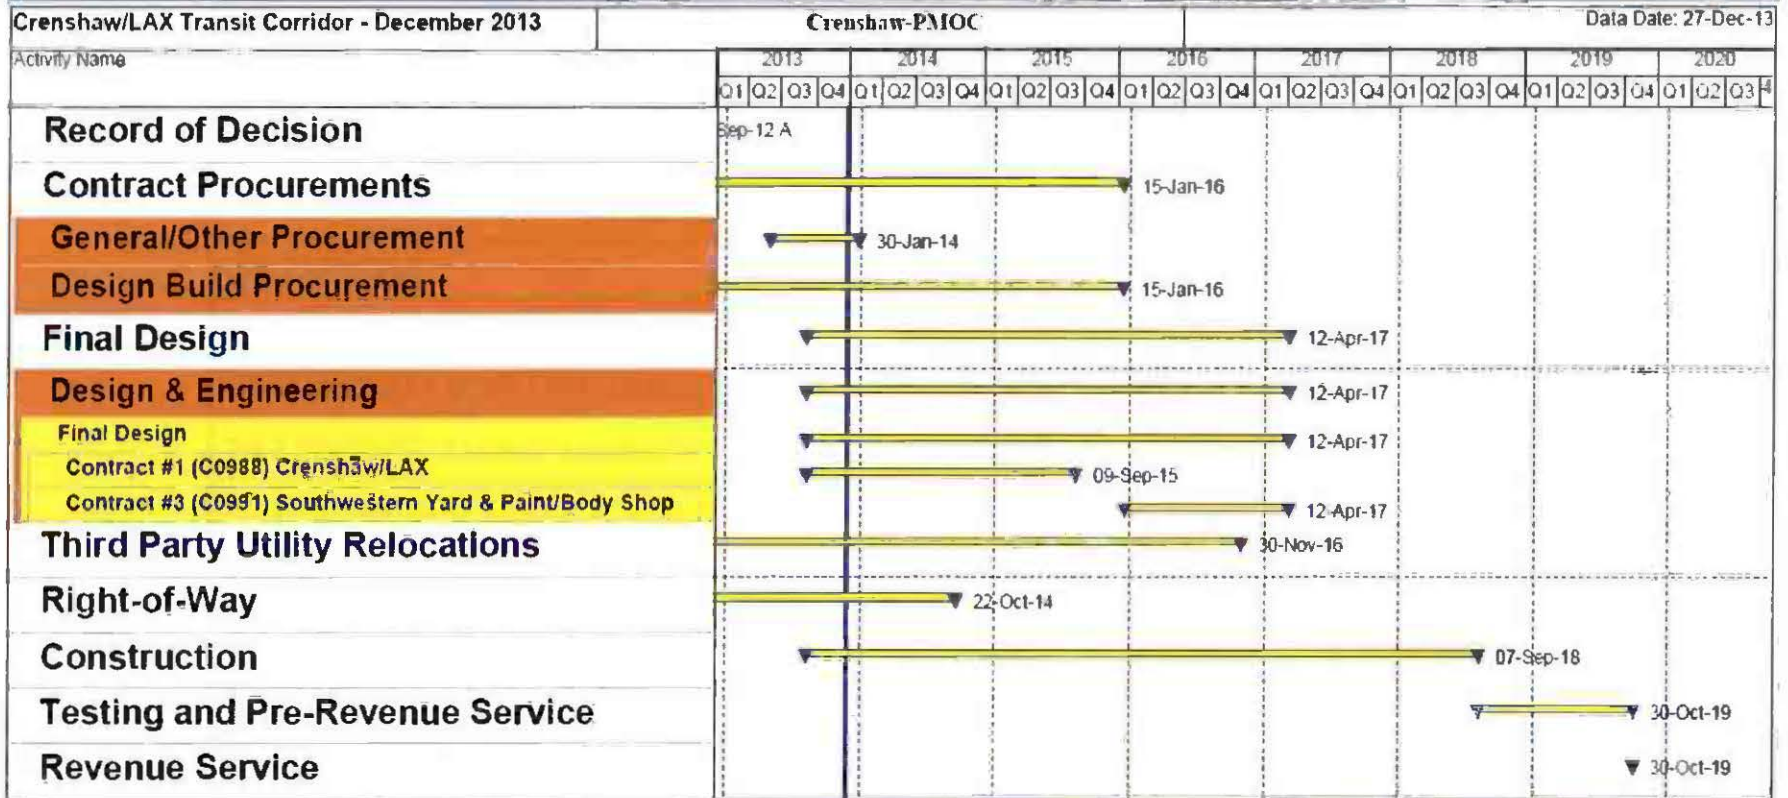 Crenshaw/LAX Transit Corridor - December 2013 Crenshaw-PMOC Data Date: 27-Dec-13
Activity Name 2013 2014 2015 2016 2017 2018 2019 2020
Q1 Q2 Q3 Q4 Q1 Q2 Q3 Q4 Q1 Q2 Q3 Q4 Q1 Q2 Q3 Q4 Q1 Q2 Q3 Q4 Q1 Q2 Q3 Q4 Q1 Q2 Q3 Q4 Q1 Q2 Q3
Record of Decision Sep-12 A
Contract Procurements 15-Jan-16
General/Other Procurement 30-Jan-14
Design Build Procurement 15-Jan-16
Final Design 12-Apr-17
Design & Engineering 12-Apr-17
Final Design 12-Apr-17
Contract #1 (C0988) Crenshaw/LAX 09-Sep-15
Contract #3 (C0991) Southwestern Yard & Paint/Body Shop 12-Apr-17
Third Party Utility Relocations 30-Nov-16
Right-of-Way 22-Oct-14
Construction 07-Sep-18
Testing and Pre-Revenue Service 30-Oct-19
Revenue Service 30-Oct-19